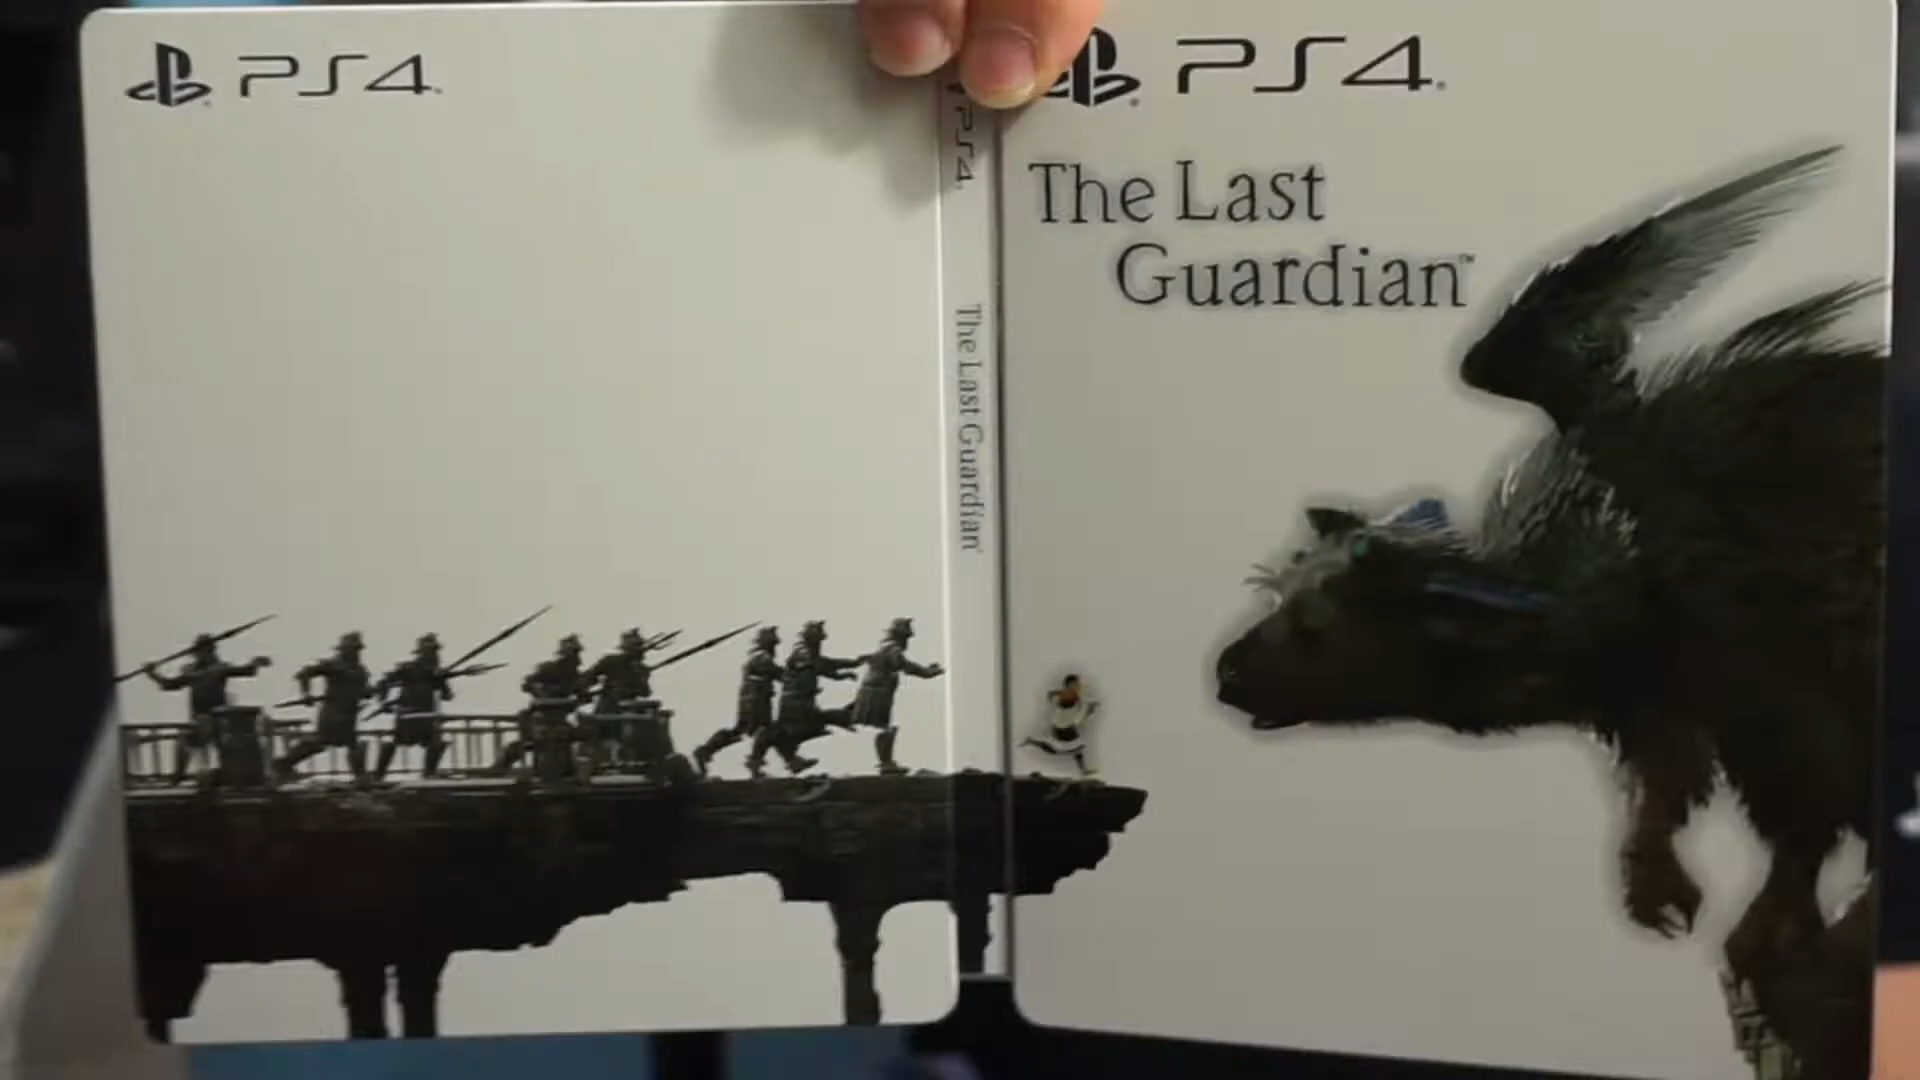 PS4
PS4
The Last Guardian
PS4
The Last
Guardian™